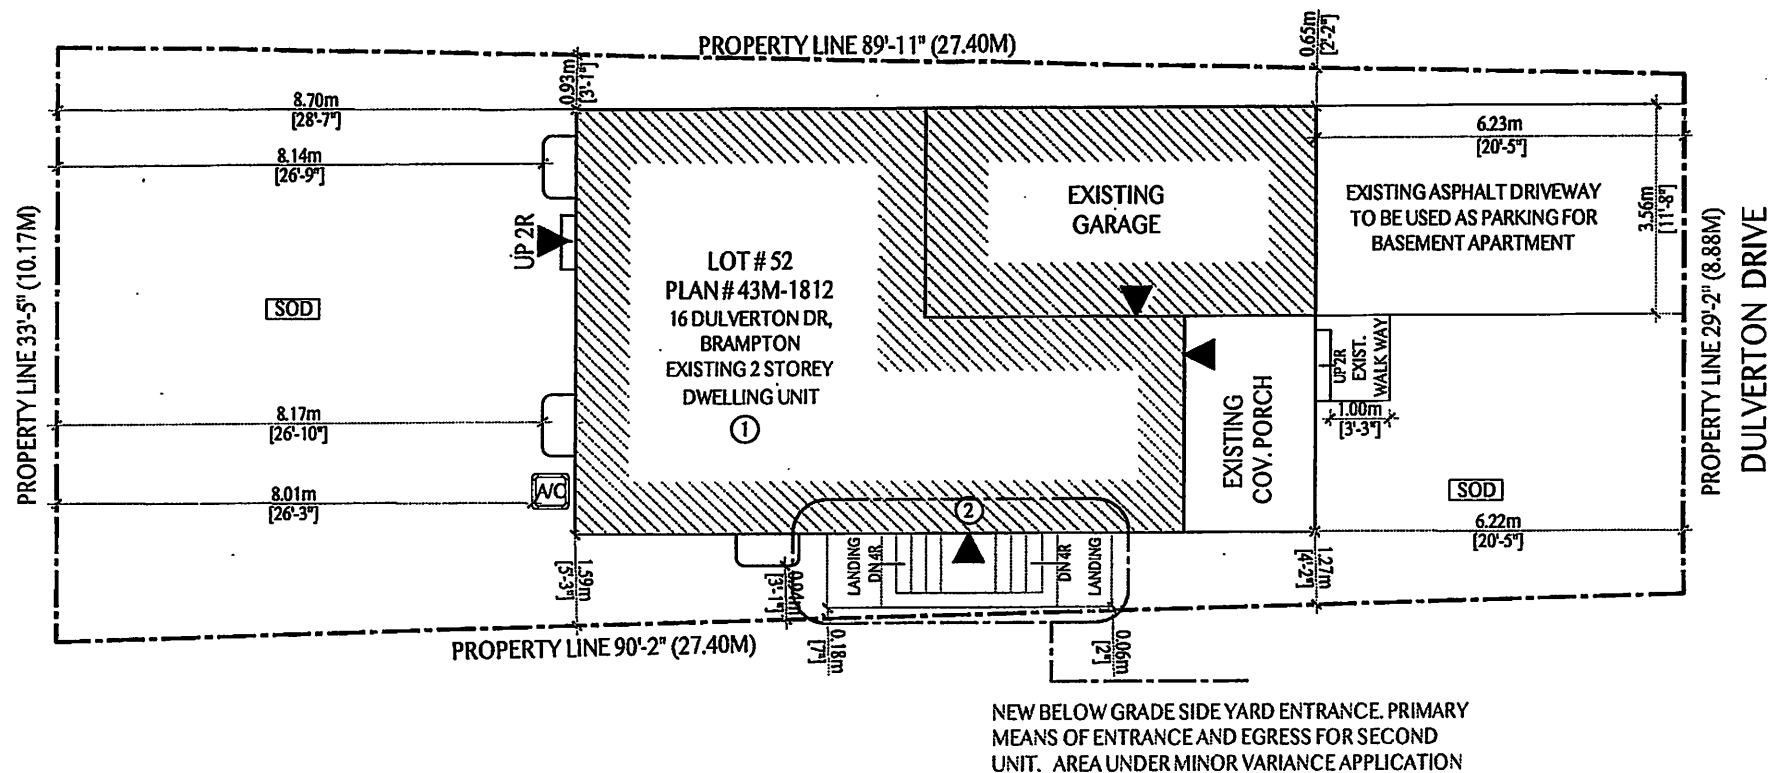 PROPERTY LINE 89'-11" (27.40M)
0.65m
[2'-2"]
0.93m
[3'-1"]
8.70m
[28'-7"]
8.14m
[26'-9"]
6.23m
[20'-5"]
3.56m
[11'-8"]
EXISTING
GARAGE
EXISTING ASPHALT DRIVEWAY
TO BE USED AS PARKING FOR
BASEMENT APARTMENT
PROPERTY LINE 33'-5" (10.17M)
UP 2R
SOD
LOT # 52
PLAN # 43M-1812
16 DULVERTON DR,
BRAMPTON
EXISTING 2 STOREY
DWELLING UNIT
1
PROPERTY LINE 29'-2" (8.88M)
DULVERTON DRIVE
UP2R
EXIST.
WALK WAY
1.00m
[3'-3"]
EXISTING
COV. PORCH
8.17m
[26'-10"]
A/C
8.01m
[26'-3"]
SOD
6.22m
[20'-5"]
2
LANDING
DN 4R
DN 4R
LANDING
1.59m
[5'-3"]
0.94m
[3'-1"]
1.27m
[4'-2"]
PROPERTY LINE 90'-2" (27.40M)
0.18m
[7"]
0.06m
[2"]
NEW BELOW GRADE SIDE YARD ENTRANCE. PRIMARY
MEANS OF ENTRANCE AND EGRESS FOR SECOND
UNIT. AREA UNDER MINOR VARIANCE APPLICATION